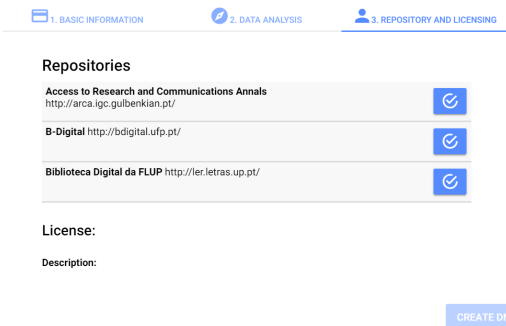 1. BASIC INFORMATION
2. DATA ANALYSIS
3. REPOSITORY AND LICENSING
Repositories
Access to Research and Communications Annals
http://arca.igc.gulbenkian.pt/
B-Digital http://bdigital.ufp.pt/
Biblioteca Digital da FLUP http://ler.letras.up.pt/
License:
Description:
CREATE